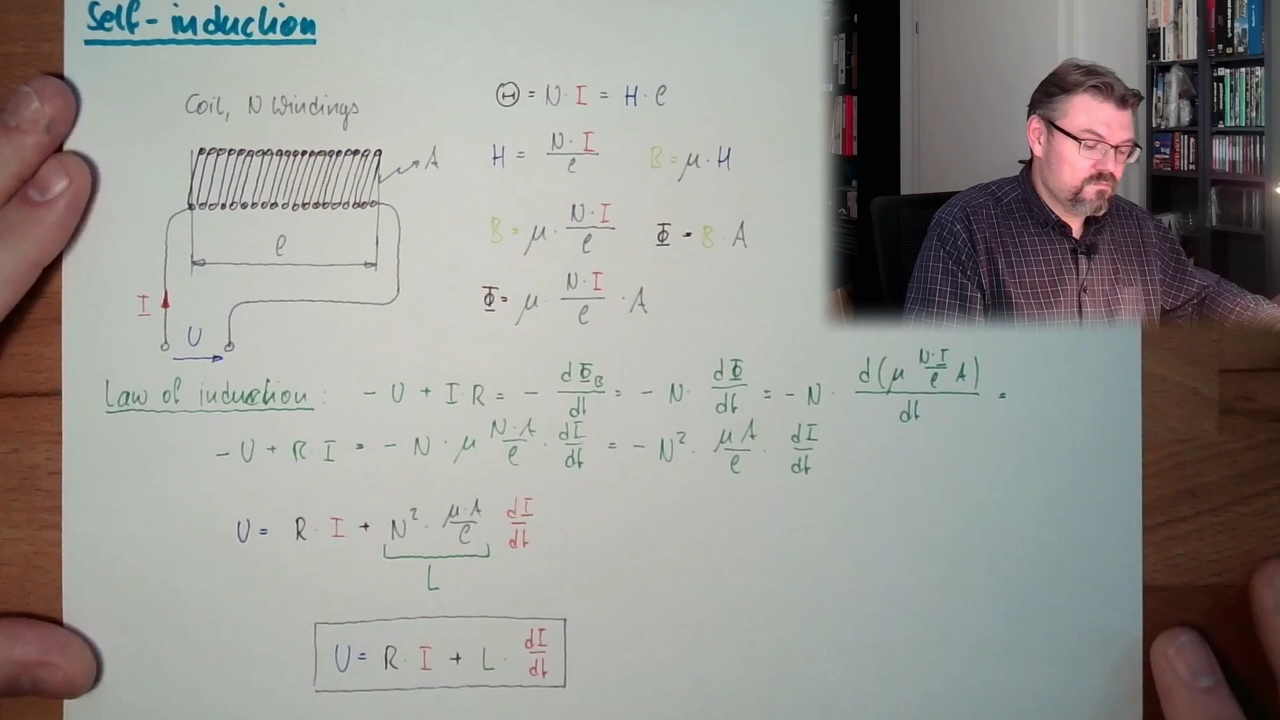 Self-induction
Coil, N Windings
A
l
I
U
Θ = N · I = H · l
H = N · I / l
B = μ · H
B = μ · N · I / l
Φ = B · A
Φ = μ · N · I / l · A
Law of induction: - U + I · R = - dΦ_B / dt = - N · dΦ / dt = - N · d(μ N·I / l A) / dt =
- U + R · I = - N · μ N·A / l · dI / dt = - N² · μA / l · dI / dt
U = R · I + N² · μ·A / l dI / dt
L
U = R · I + L · dI / dt